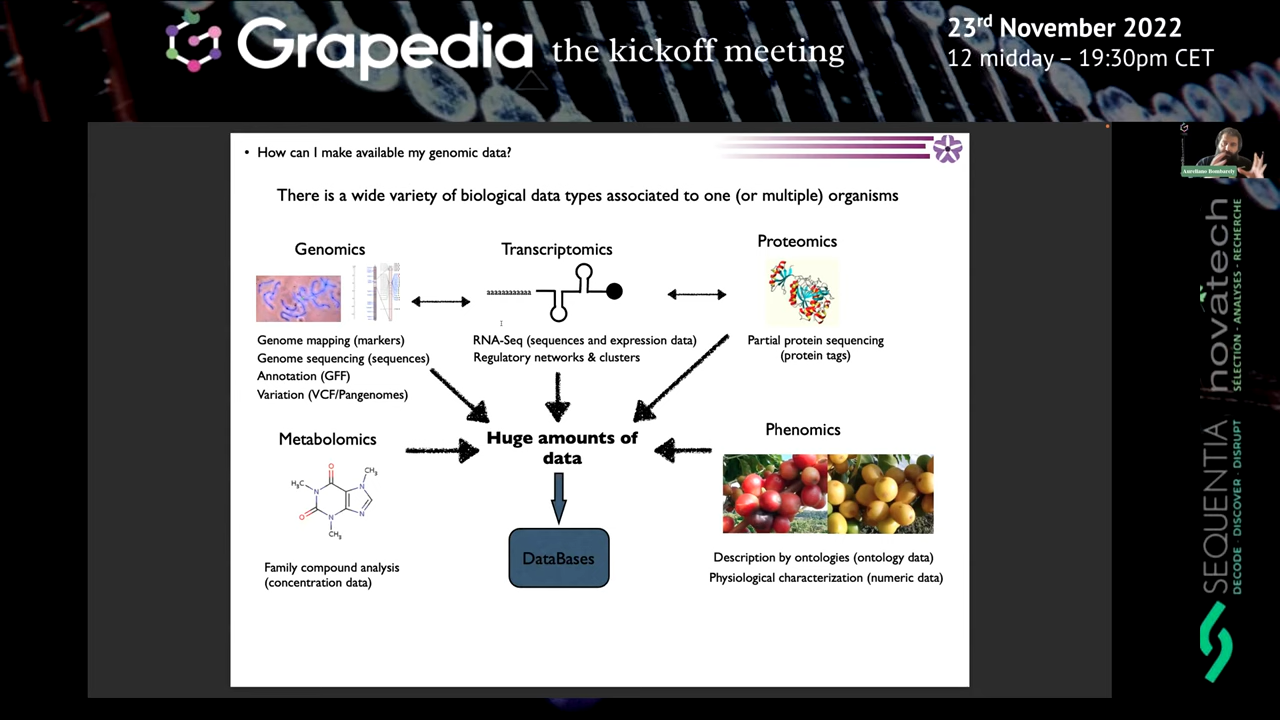 Grapedia the kickoff meeting
23rd November 2022
12 midday – 19:30pm CET
• How can I make available my genomic data?
There is a wide variety of biological data types associated to one (or multiple) organisms
Genomics
Transcriptomics
Proteomics
Genome mapping (markers)
Genome sequencing (sequences)
Annotation (GFF)
Variation (VCF/Pangenomes)
RNA-Seq (sequences and expression data)
Regulatory networks & clusters
Partial protein sequencing
(protein tags)
Metabolomics
Huge amounts of
data
Phenomics
O
CH₃
H₃C
N
N
O
N
N
CH₃
DataBases
Family compound analysis
(concentration data)
Description by ontologies (ontology data)
Physiological characterization (numeric data)
Aureliano Bombarely
novatech
SÉLECTION - ANALYSES - RECHERCHE
SEQUENTIA
DECODE · DISCOVER · DISRUPT